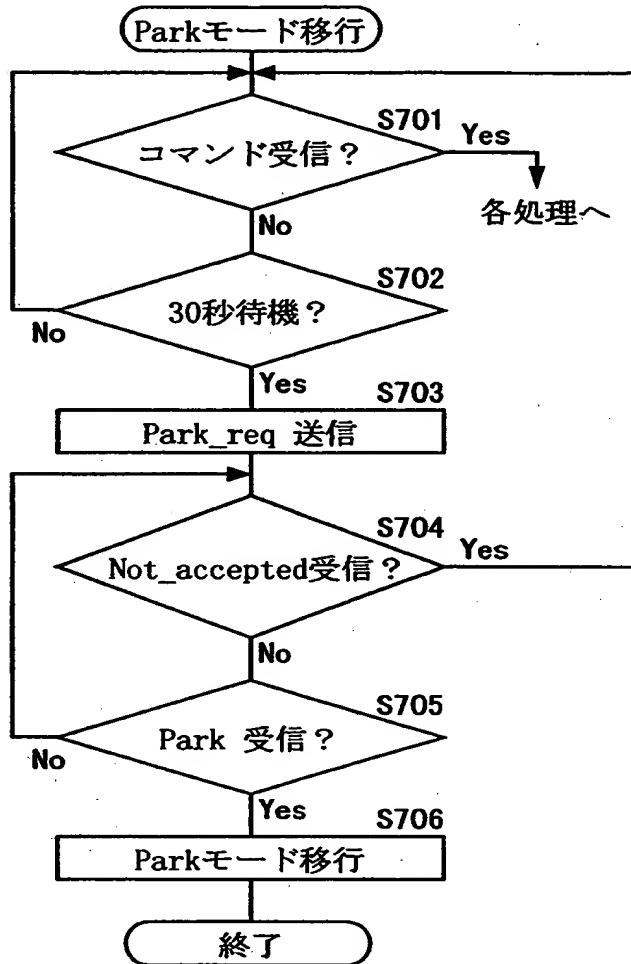 Parkモード移行
S701
コマンド受信?
Yes
各処理へ
No
S702
30秒待機?
No
Yes
S703
Park_req 送信
S704
Not_accepted受信?
Yes
No
S705
Park 受信?
No
Yes
S706
Parkモード移行
終了